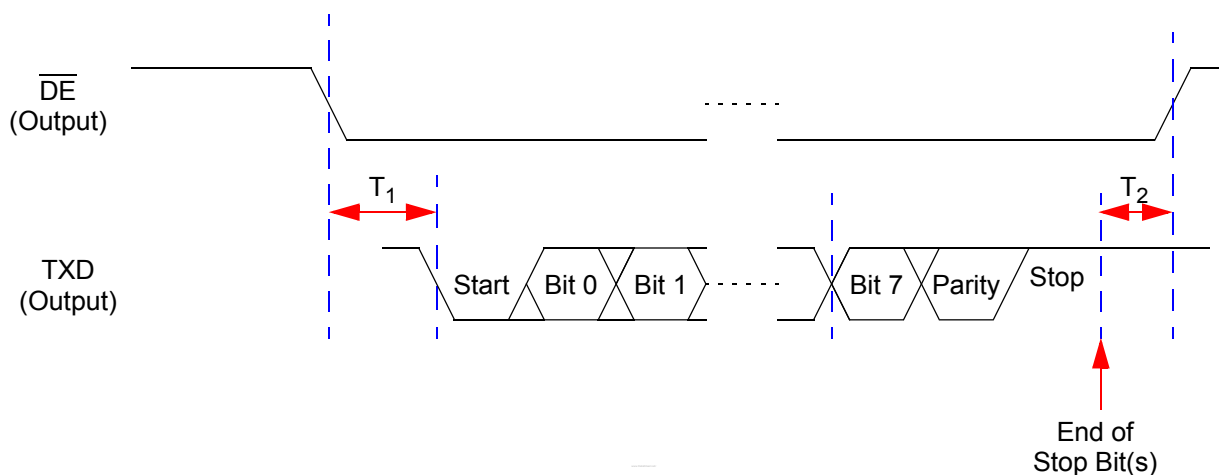 DE
(Output)
T1
T2
TXD
(Output)
Start
Bit 0
Bit 1
Bit 7
Parity
Stop
End of
Stop Bit(s)